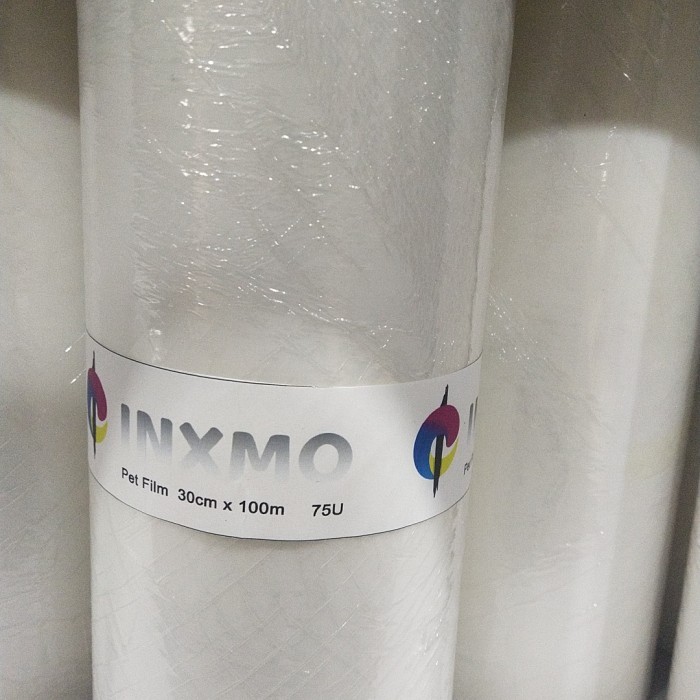 INXMO
Pet Film 30cm x 100m 75U